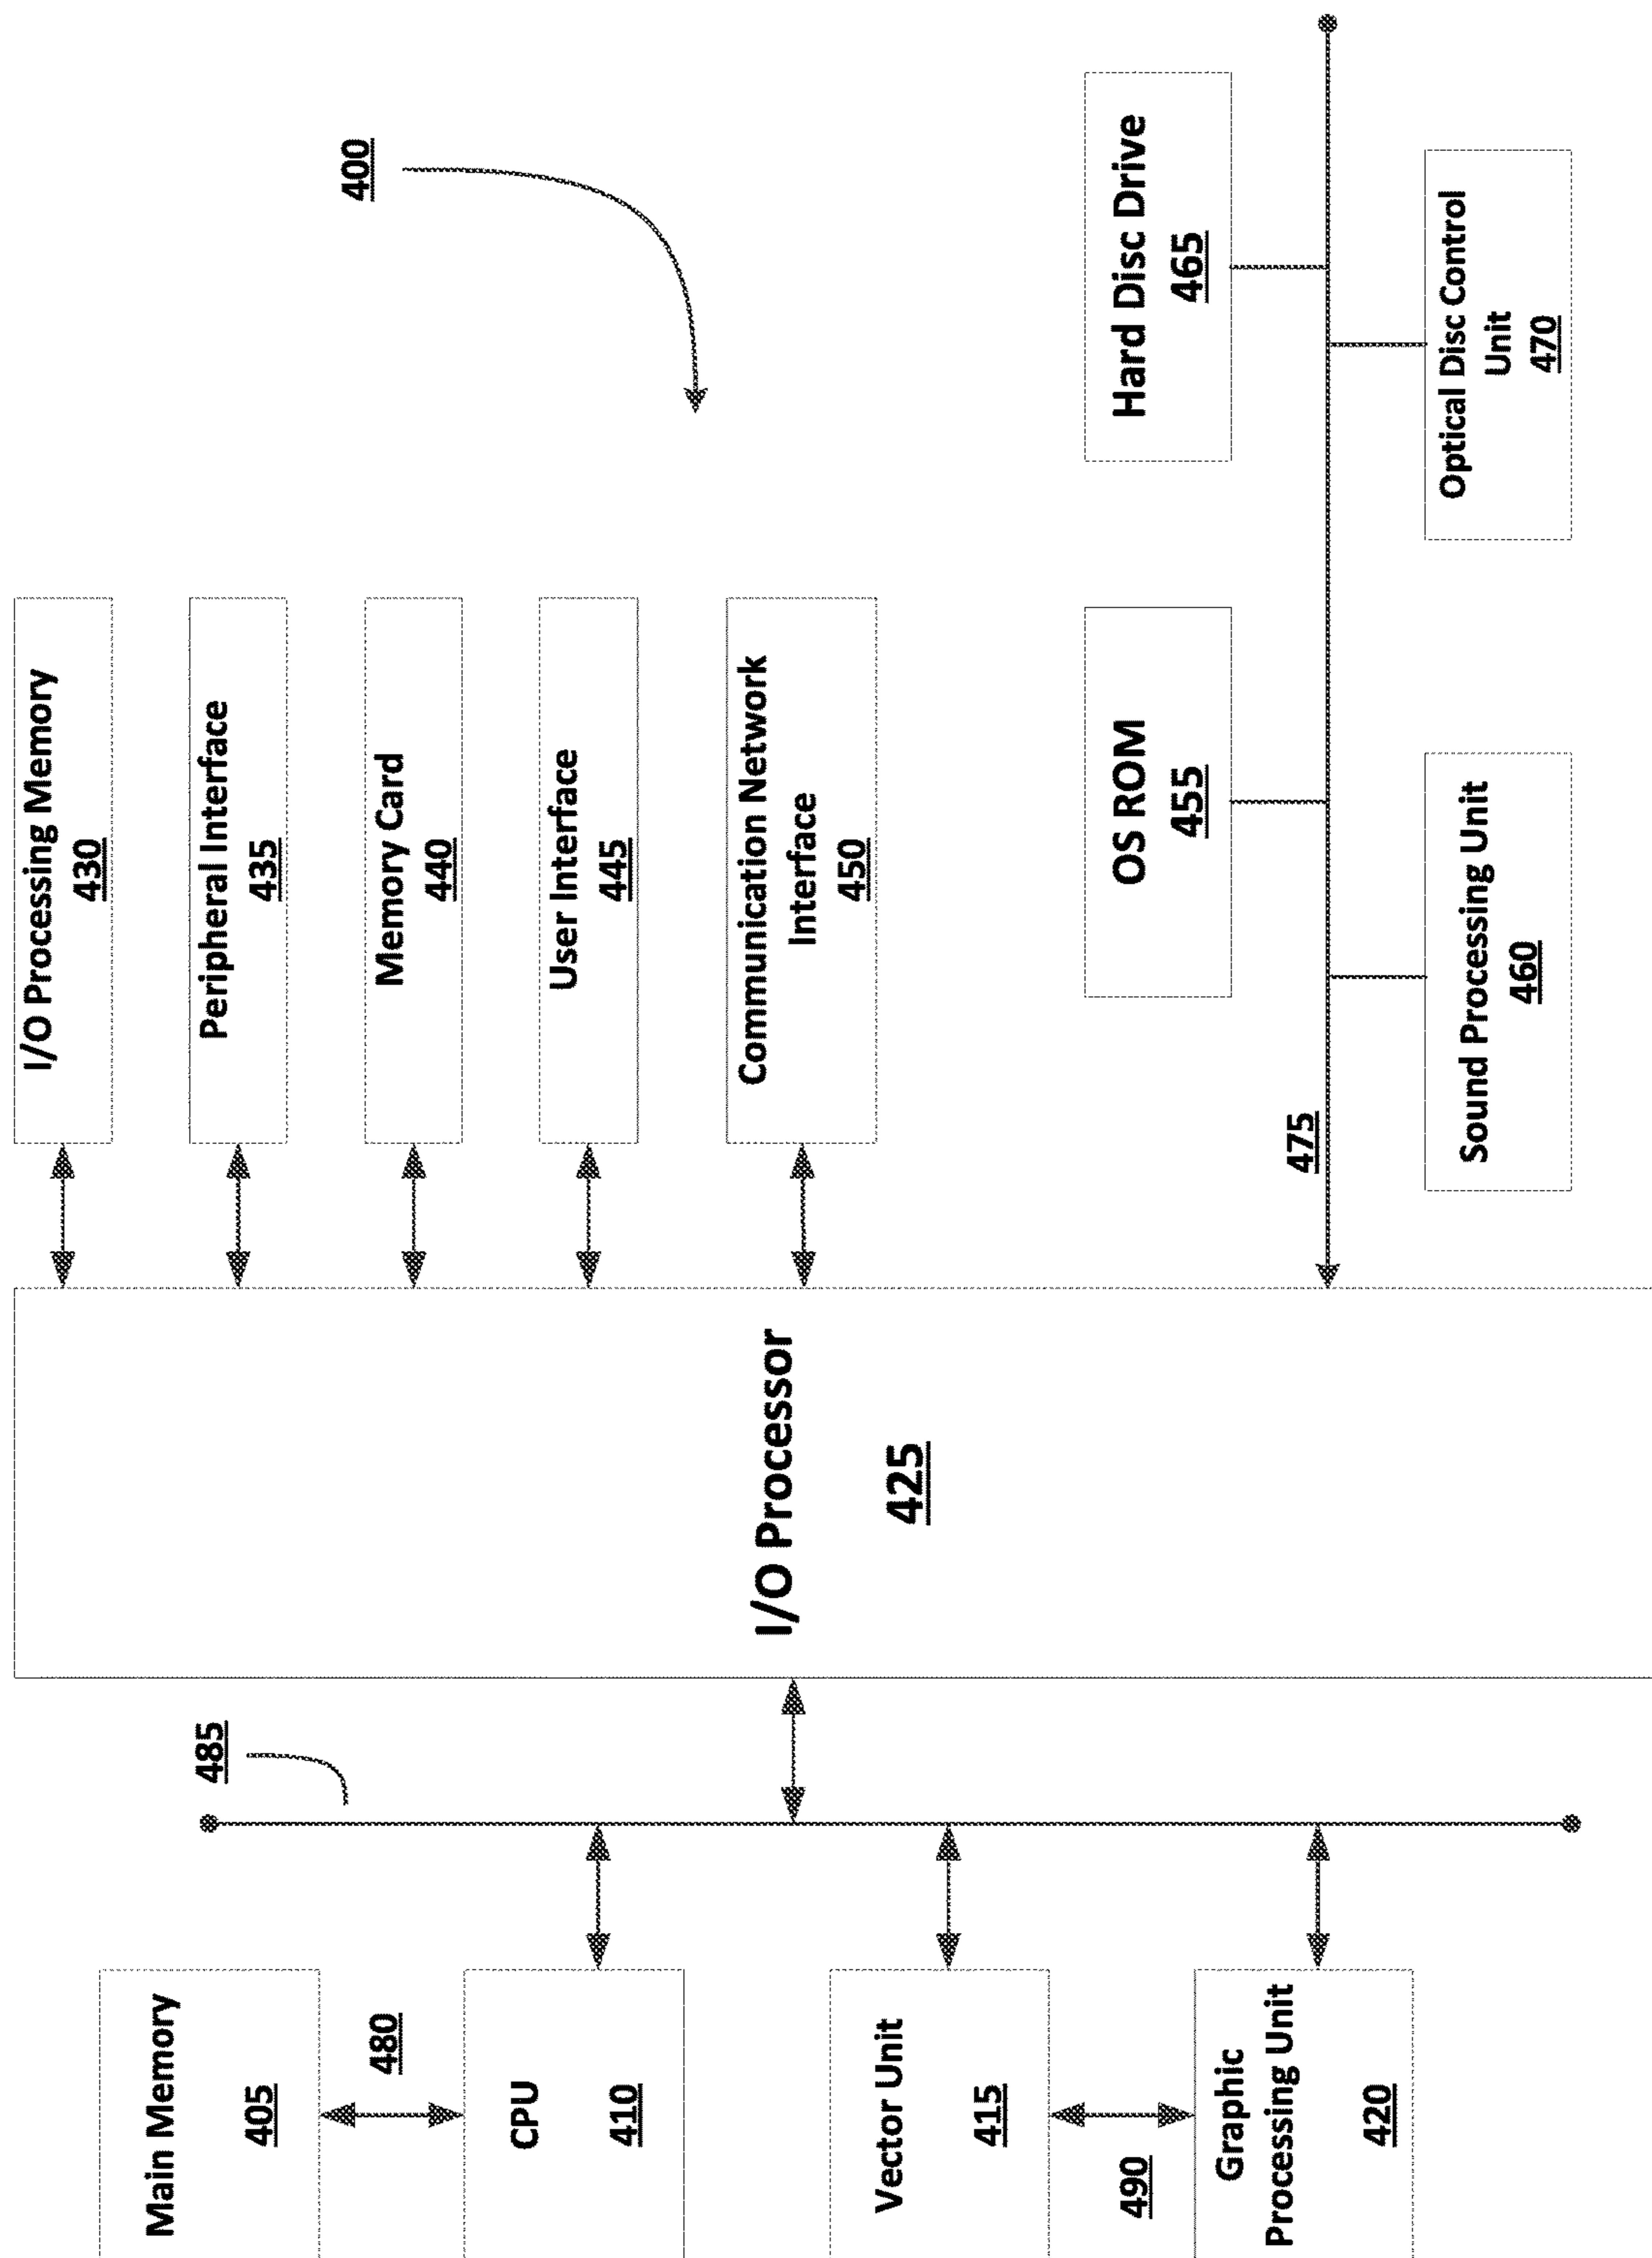 400
I/O Processing Memory
430
Peripheral Interface
435
Memory Card
440
User Interface
445
Communication Network
Interface
450
Hard Disc Drive
465
OS ROM
455
475
Optical Disc Control
Unit
470
Sound Processing Unit
460
I/O Processor
425
485
Main Memory
405
480
CPU
410
Vector Unit
415
490
Graphic
Processing Unit
420